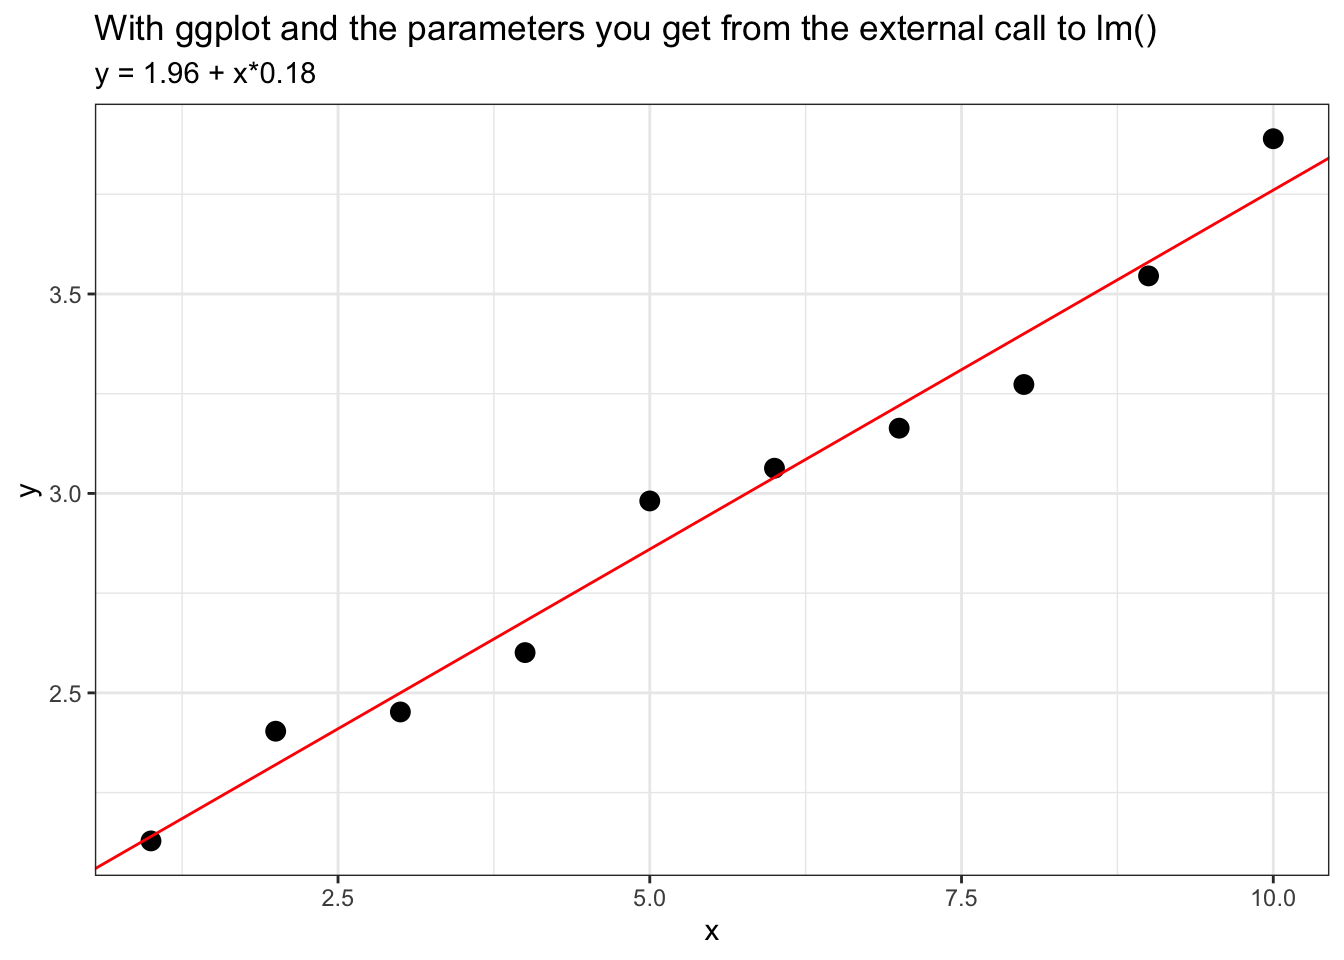 With ggplot and the parameters you get from the external call to lm()
y = 1.96 + x*0.18
3.5
3.0
2.5
y
2.5 5.0 7.5 10.0
x